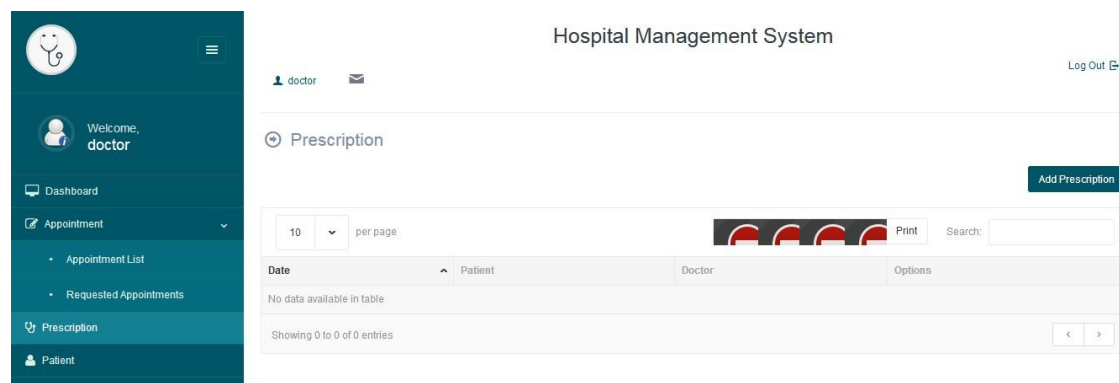 Hospital Management System
Log Out
doctor
Welcome,
doctor
Prescription
Add Prescription
Dashboard
Appointment
Appointment List
Requested Appointments
Prescription
Patient
10 per page
Print Search:
Date Patient Doctor Options
No data available in table
Showing 0 to 0 of 0 entries